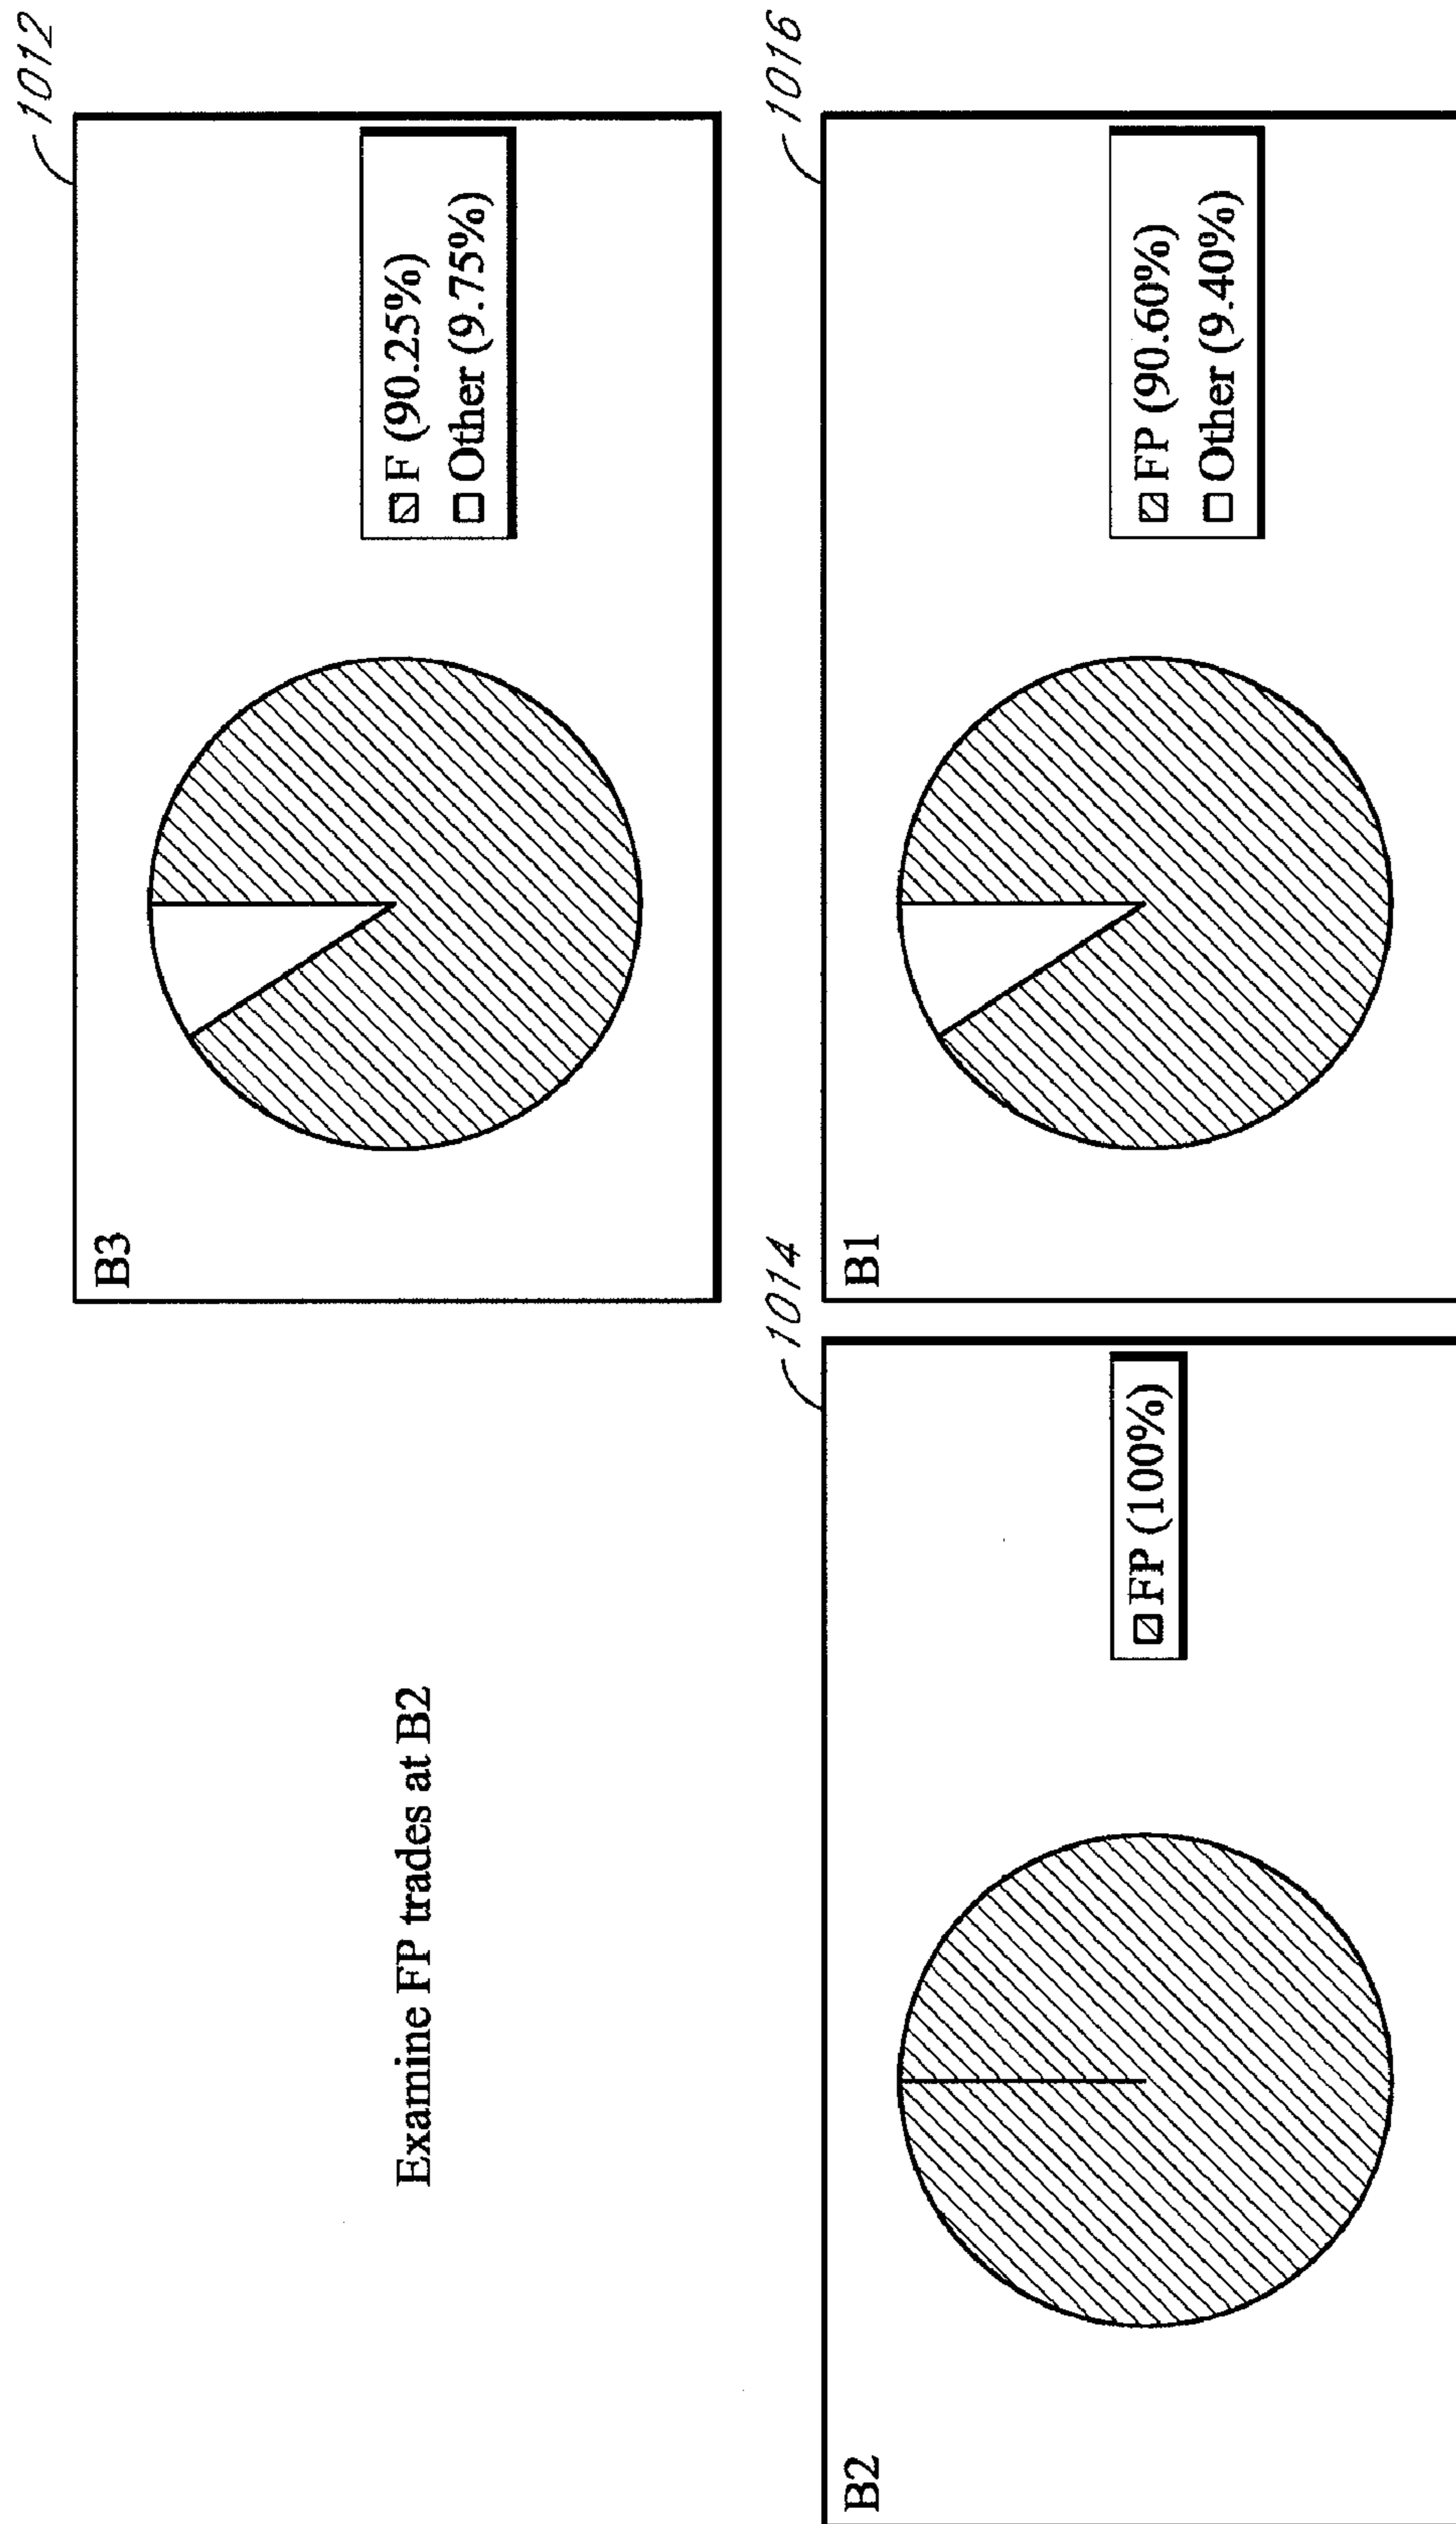 Examine FP trades at B2
1012
B3
F (90.25%)
Other (9.75%)
1014
B2
FP (100%)
1016
B1
FP (90.60%)
Other (9.40%)